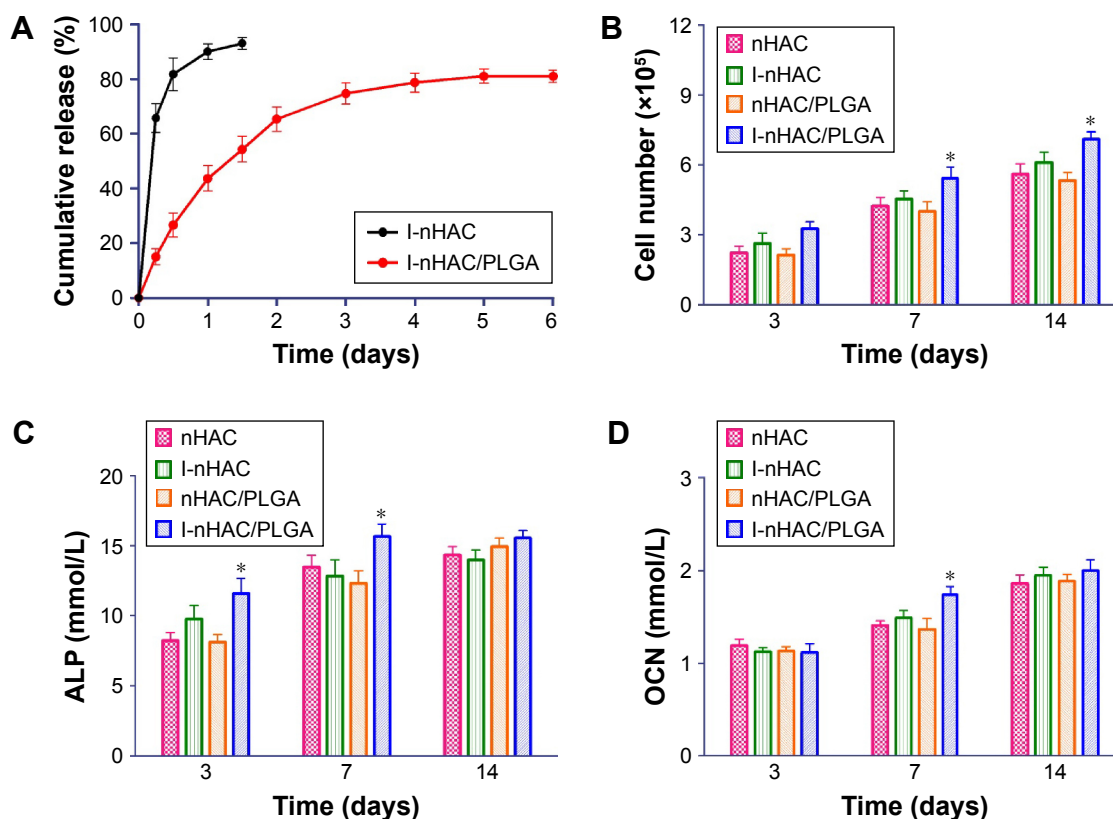 A
Cumulative release (%)
100
80
60
40
20
0
I-nHAC
I-nHAC/PLGA
0 1 2 3 4 5 6
Time (days)
B
Cell number (×10⁵)
12
9
6
3
0
nHAC
I-nHAC
nHAC/PLGA
I-nHAC/PLGA
*
*
3 7 14
Time (days)
C
ALP (mmol/L)
20
15
10
5
0
nHAC
I-nHAC
nHAC/PLGA
I-nHAC/PLGA
*
*
3 7 14
Time (days)
D
OCN (mmol/L)
3
2
1
0
nHAC
I-nHAC
nHAC/PLGA
I-nHAC/PLGA
*
3 7 14
Time (days)